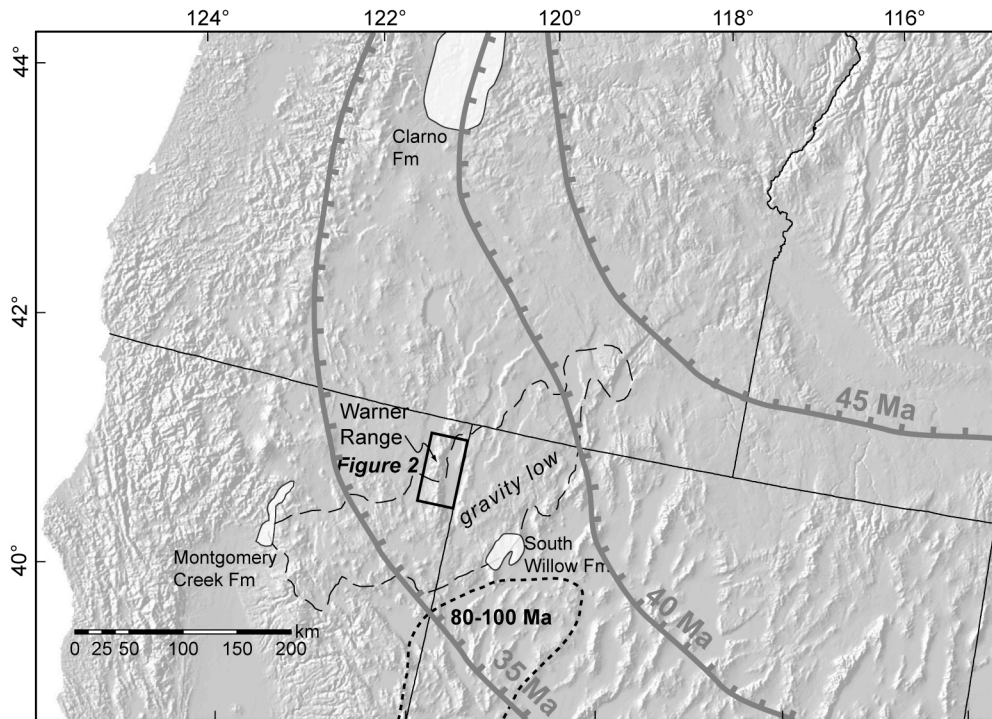 124°
122°
120°
118°
116°
44°
Clarno
Fm
42°
45 Ma
Warner
Range
Figure 2
gravity low
40°
Montgomery
Creek Fm
South
Willow Fm
80-100 Ma
40 Ma
35 Ma
km
0 25 50 100 150 200